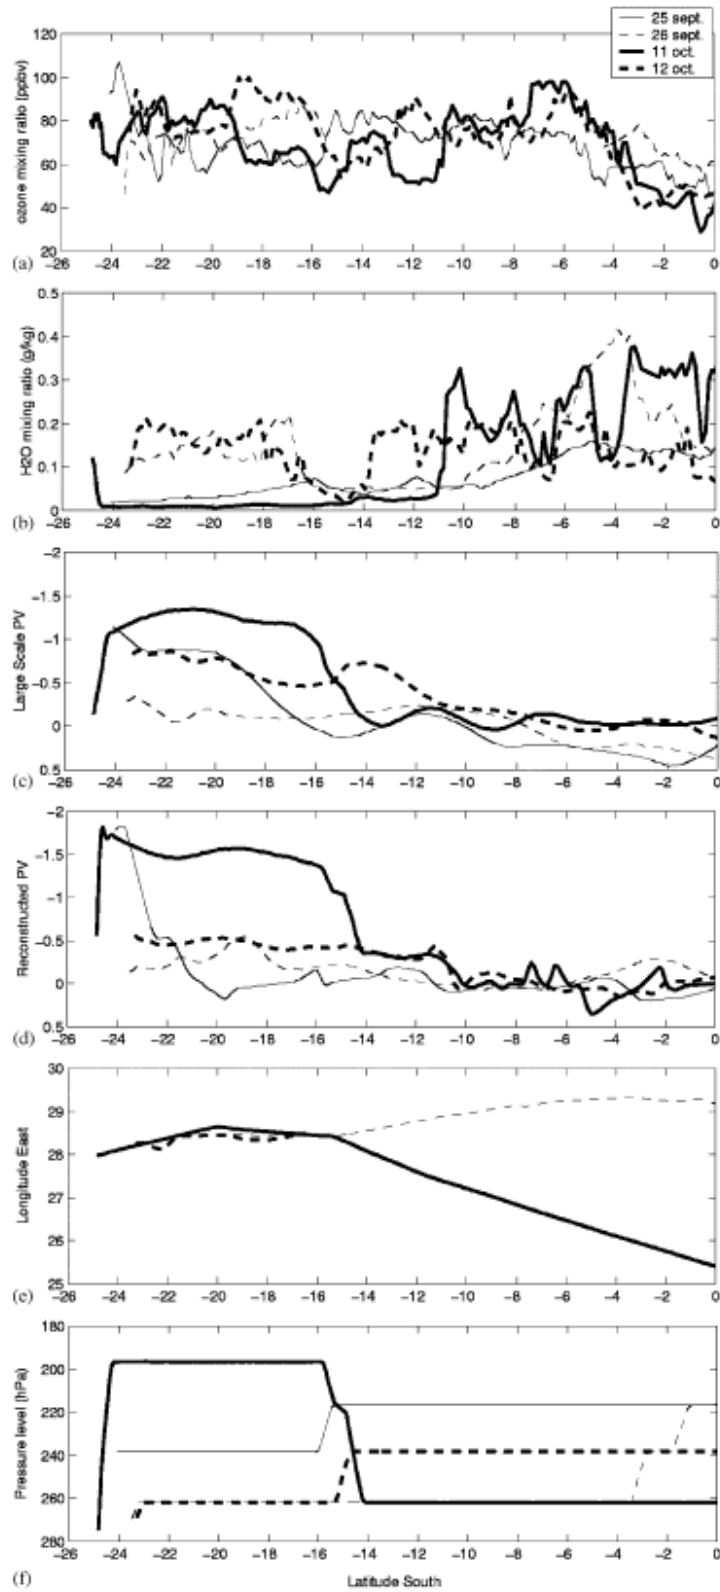 25 sept.
26 sept.
11 oct.
12 oct.
120
100
80
60
40
20
ozone mixing ratio (ppbv)
(a)
-26 -24 -22 -20 -18 -16 -14 -12 -10 -8 -6 -4 -2 0
0.5
0.4
0.3
0.2
0.1
0
H2O mixing ratio (g/kg)
(b)
-26 -24 -22 -20 -18 -16 -14 -12 -10 -8 -6 -4 -2 0
-2
-1.5
-1
-0.5
0
0.5
Large Scale PV
(c)
-26 -24 -22 -20 -18 -16 -14 -12 -10 -8 -6 -4 -2 0
-2
-1.5
-1
-0.5
0
0.5
Reconstructed PV
(d)
-26 -24 -22 -20 -18 -16 -14 -12 -10 -8 -6 -4 -2 0
30
29
28
27
26
25
Longitude East
(e)
-26 -24 -22 -20 -18 -16 -14 -12 -10 -8 -6 -4 -2 0
180
200
220
240
260
280
Pressure level (hPa)
-26 -24 -22 -20 -18 -16 -14 -12 -10 -8 -6 -4 -2 0
(f)
Latitude South